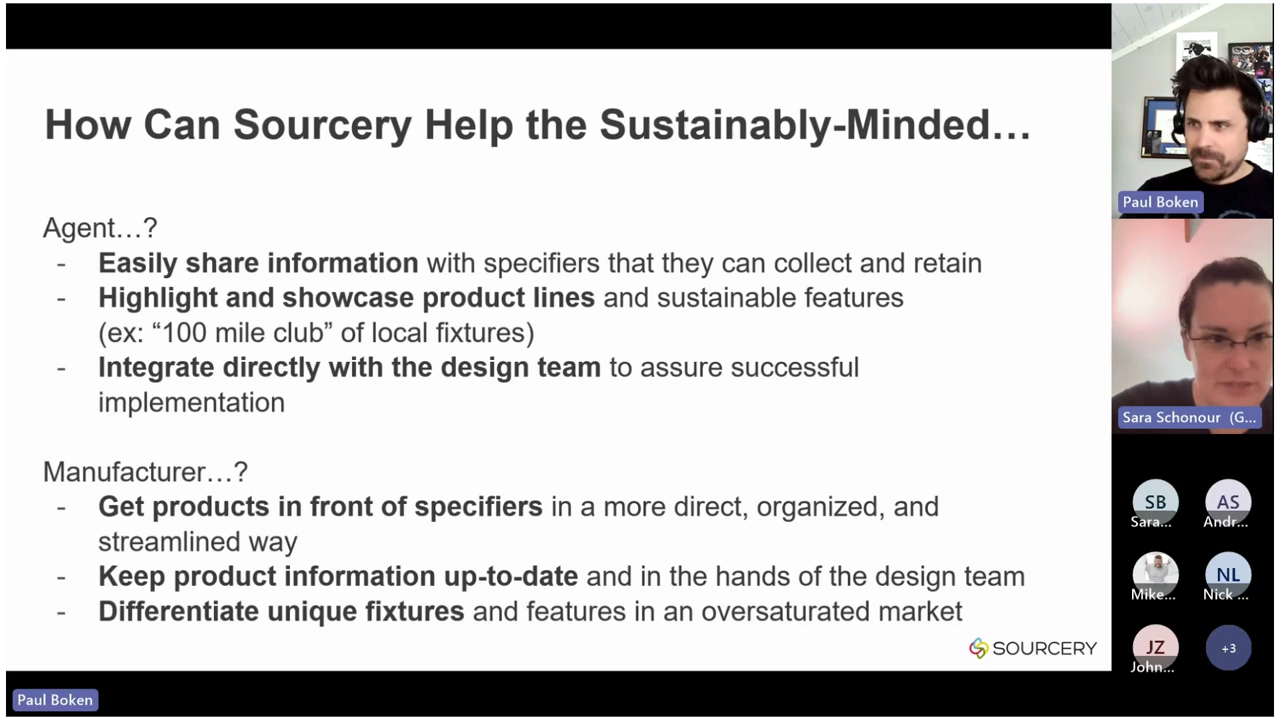 How Can Sourcery Help the Sustainably-Minded…
Agent…?
- Easily share information with specifiers that they can collect and retain
- Highlight and showcase product lines and sustainable features
(ex: “100 mile club” of local fixtures)
- Integrate directly with the design team to assure successful
implementation
Manufacturer…?
- Get products in front of specifiers in a more direct, organized, and
streamlined way
- Keep product information up-to-date and in the hands of the design team
- Differentiate unique fixtures and features in an oversaturated market
SOURCERY
Paul Boken
Paul Boken
Sara Schonour (G...
SB
Sara...
AS
Andr...
Mike...
NL
Nick ...
JZ
John...
+3